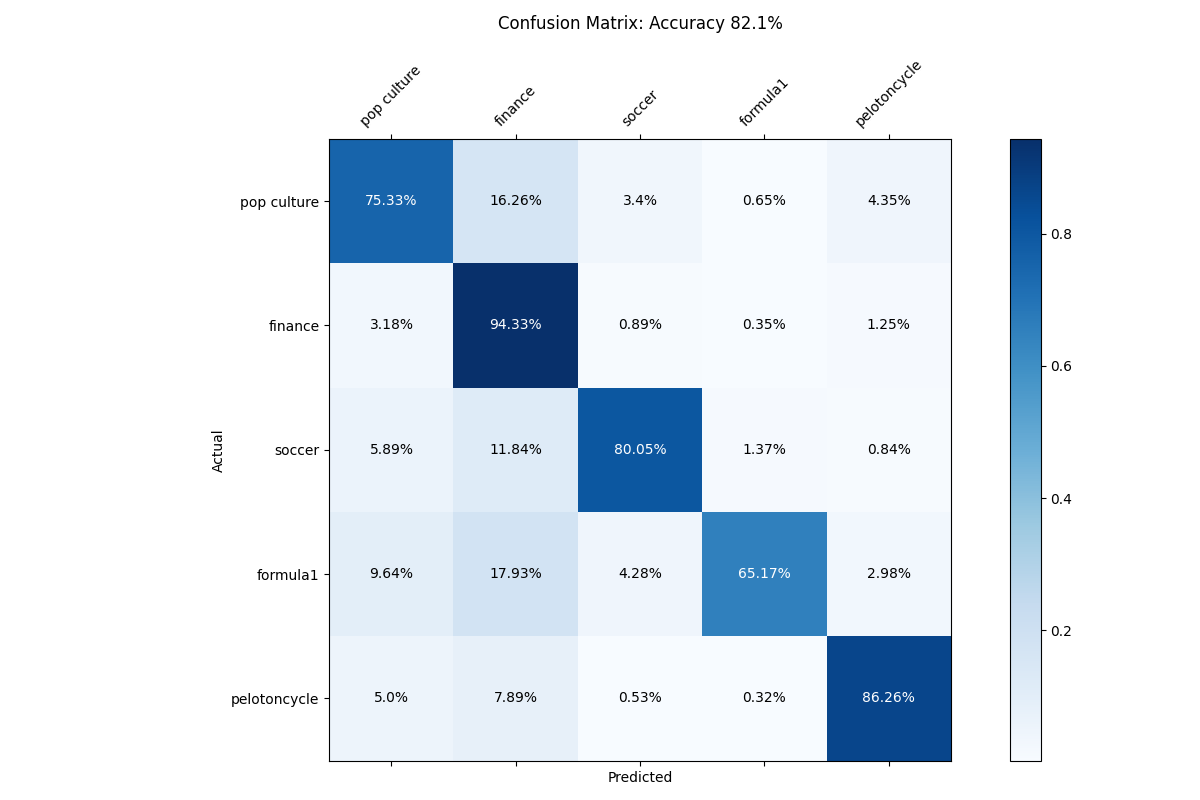 Confusion Matrix: Accuracy 82.1%
pop culture finance soccer formula1 pelotoncycle
pop culture 75.33% 16.26% 3.4% 0.65% 4.35%
finance 3.18% 94.33% 0.89% 0.35% 1.25%
soccer 5.89% 11.84% 80.05% 1.37% 0.84%
formula1 9.64% 17.93% 4.28% 65.17% 2.98%
pelotoncycle 5.0% 7.89% 0.53% 0.32% 86.26%
Actual
Predicted
0.8
0.6
0.4
0.2